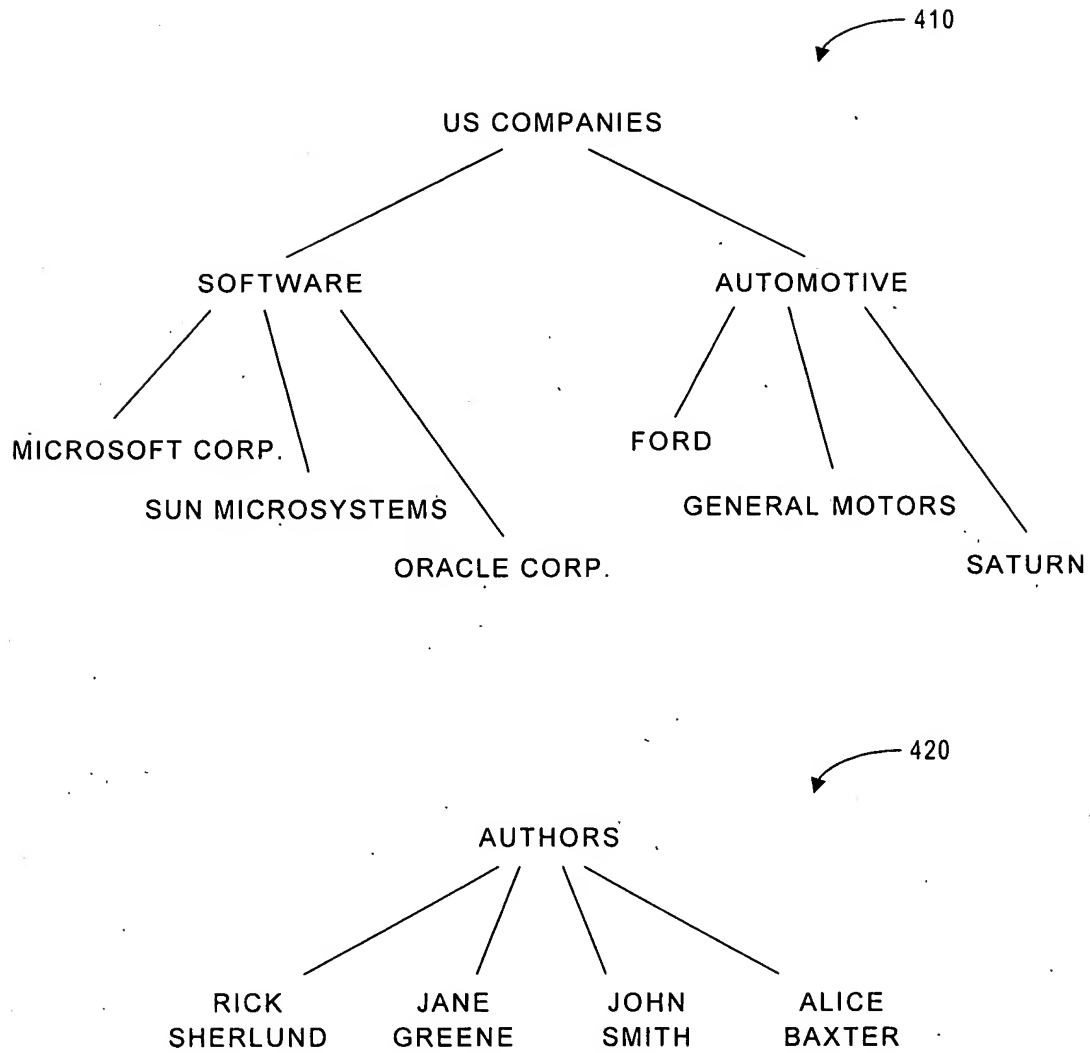 410
US COMPANIES
SOFTWARE
AUTOMOTIVE
MICROSOFT CORP.
FORD
SUN MICROSYSTEMS
GENERAL MOTORS
ORACLE CORP.
SATURN
420
AUTHORS
RICK
SHERLUND
JANE
GREENE
JOHN
SMITH
ALICE
BAXTER